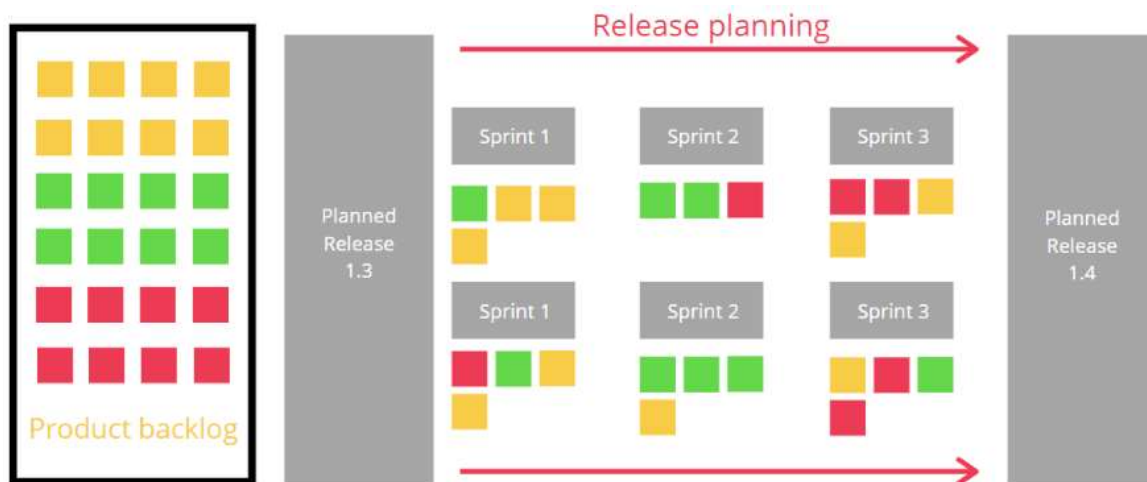 Release planning
Sprint 1
Sprint 2
Sprint 3
Planned
Release
1.3
Planned
Release
1.4
Sprint 1
Sprint 2
Sprint 3
Product backlog